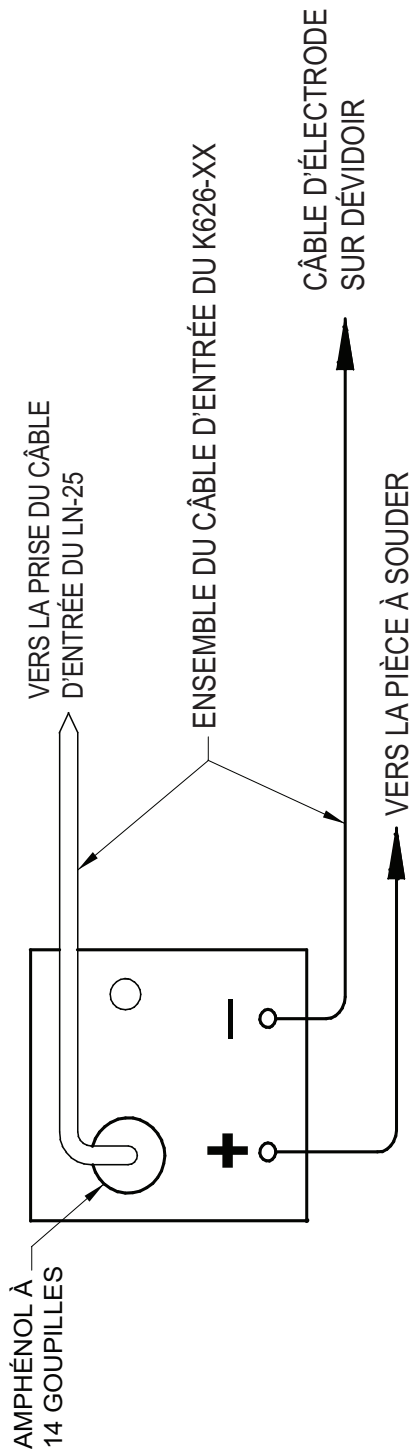 AMPHÉNOL À
14 GOUPILLES
VERS LA PRISE DU CÂBLE
D'ENTRÉE DU LN-25
ENSEMBLE DU CÂBLE D'ENTRÉE DU K626-XX
CÂBLE D'ÉLECTRODE
SUR DÉVIDOIR
VERS LA PIÈCE À SOUDER
+
–